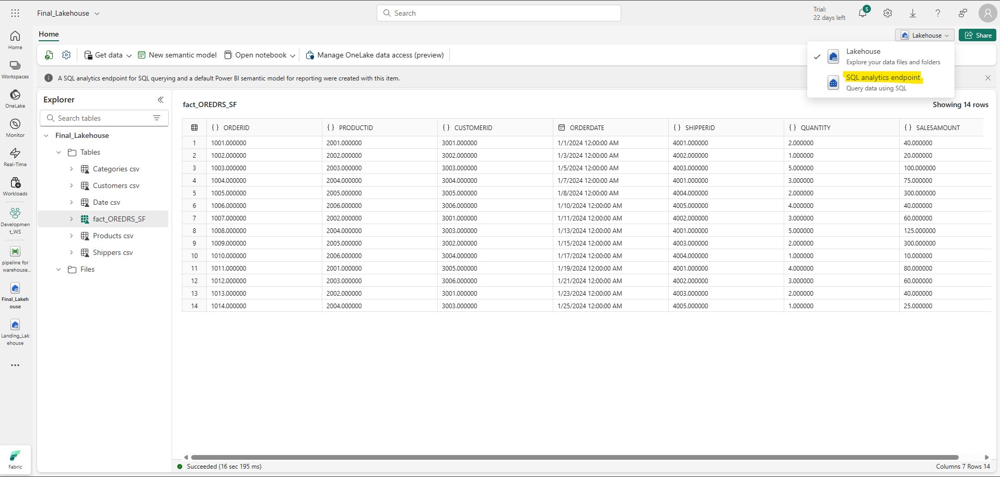 Final_Lakehouse
Search
Trial:
22 days left
5
Home
Lakehouse
Share
Get data
New semantic model
Open notebook
Manage OneLake data access (preview)
Lakehouse
Explore your data files and folders
SQL analytics endpoint
Query data using SQL
A SQL analytics endpoint for SQL querying and a default Power BI semantic model for reporting were created with this item.
Home
Workspaces
OneLake
Monitor
Real-Time
Workloads
Developmen
t_WS
pipeline for
warehouse...
Final_Lakeh
ouse
Landing_Lak
ehouse
Fabric
Explorer
Search tables
Final_Lakehouse
Tables
Categories csv
Customers csv
Date csv
fact_OREDRS_SF
Products csv
Shippers csv
Files
fact_OREDRS_SF
Showing 14 rows
{ } ORDERID { } PRODUCTID { } CUSTOMERID ORDERDATE { } SHIPPERID { } QUANTITY { } SALESAMOUNT
1 1001.000000 2001.000000 3001.000000 1/1/2024 12:00:00 AM 4001.000000 2.000000 40.000000
2 1002.000000 2002.000000 3002.000000 1/3/2024 12:00:00 AM 4002.000000 1.000000 20.000000
3 1003.000000 2003.000000 3003.000000 1/5/2024 12:00:00 AM 4003.000000 5.000000 100.000000
4 1004.000000 2004.000000 3004.000000 1/7/2024 12:00:00 AM 4001.000000 3.000000 75.000000
5 1005.000000 2005.000000 3005.000000 1/8/2024 12:00:00 AM 4004.000000 2.000000 300.000000
6 1006.000000 2006.000000 3006.000000 1/10/2024 12:00:00 AM 4005.000000 4.000000 40.000000
7 1007.000000 2002.000000 3001.000000 1/11/2024 12:00:00 AM 4002.000000 3.000000 60.000000
8 1008.000000 2004.000000 3003.000000 1/13/2024 12:00:00 AM 4001.000000 5.000000 125.000000
9 1009.000000 2005.000000 3002.000000 1/15/2024 12:00:00 AM 4003.000000 2.000000 300.000000
10 1010.000000 2006.000000 3004.000000 1/17/2024 12:00:00 AM 4004.000000 1.000000 10.000000
11 1011.000000 2001.000000 3005.000000 1/19/2024 12:00:00 AM 4001.000000 4.000000 80.000000
12 1012.000000 2003.000000 3006.000000 1/21/2024 12:00:00 AM 4002.000000 3.000000 60.000000
13 1013.000000 2002.000000 3001.000000 1/23/2024 12:00:00 AM 4003.000000 2.000000 40.000000
14 1014.000000 2004.000000 3003.000000 1/25/2024 12:00:00 AM 4005.000000 1.000000 25.000000
Succeeded (16 sec 195 ms)
Columns 7 Rows 14